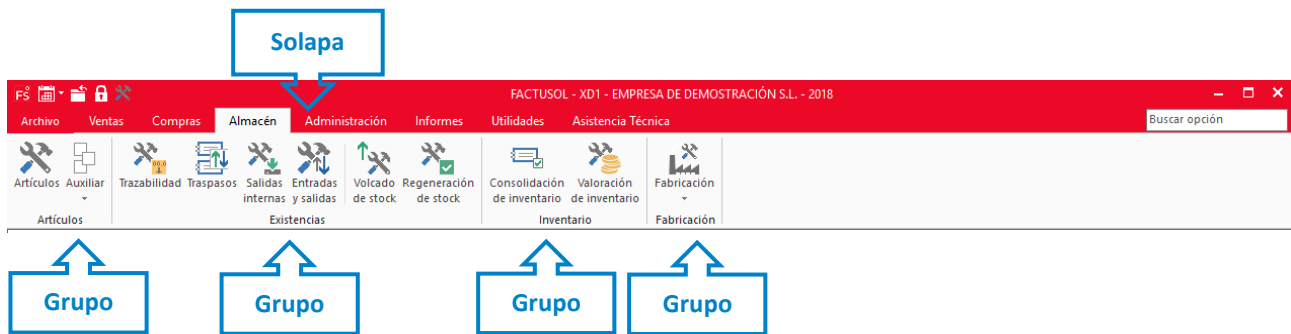 Solapa
FS
FACTUSOL - XD1 - EMPRESA DE DEMOSTRACIÓN S.L. - 2018
Archivo Ventas Compras Almacén Administración Informes Utilidades Asistencia Técnica Buscar opción
Artículos Auxiliar Trazabilidad Traspasos Salidas internas Entradas y salidas Volcado de stock Regeneración de stock Consolidación de inventario Valoración de inventario Fabricación
Artículos Existencias Inventario Fabricación
Grupo Grupo Grupo Grupo